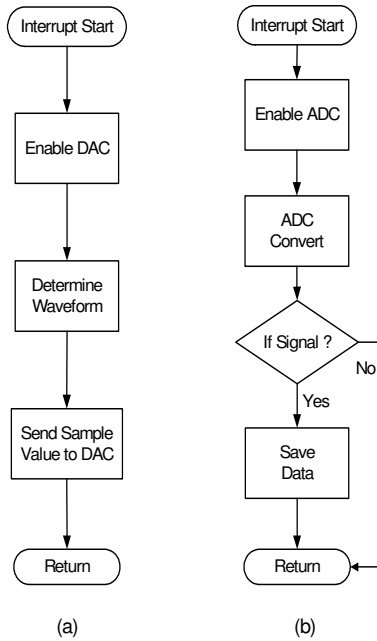 Interrupt Start
Enable DAC
Determine
Waveform
Send Sample
Value to DAC
Return
(a)
Interrupt Start
Enable ADC
ADC
Convert
If Signal ?
No
Yes
Save
Data
Return
(b)